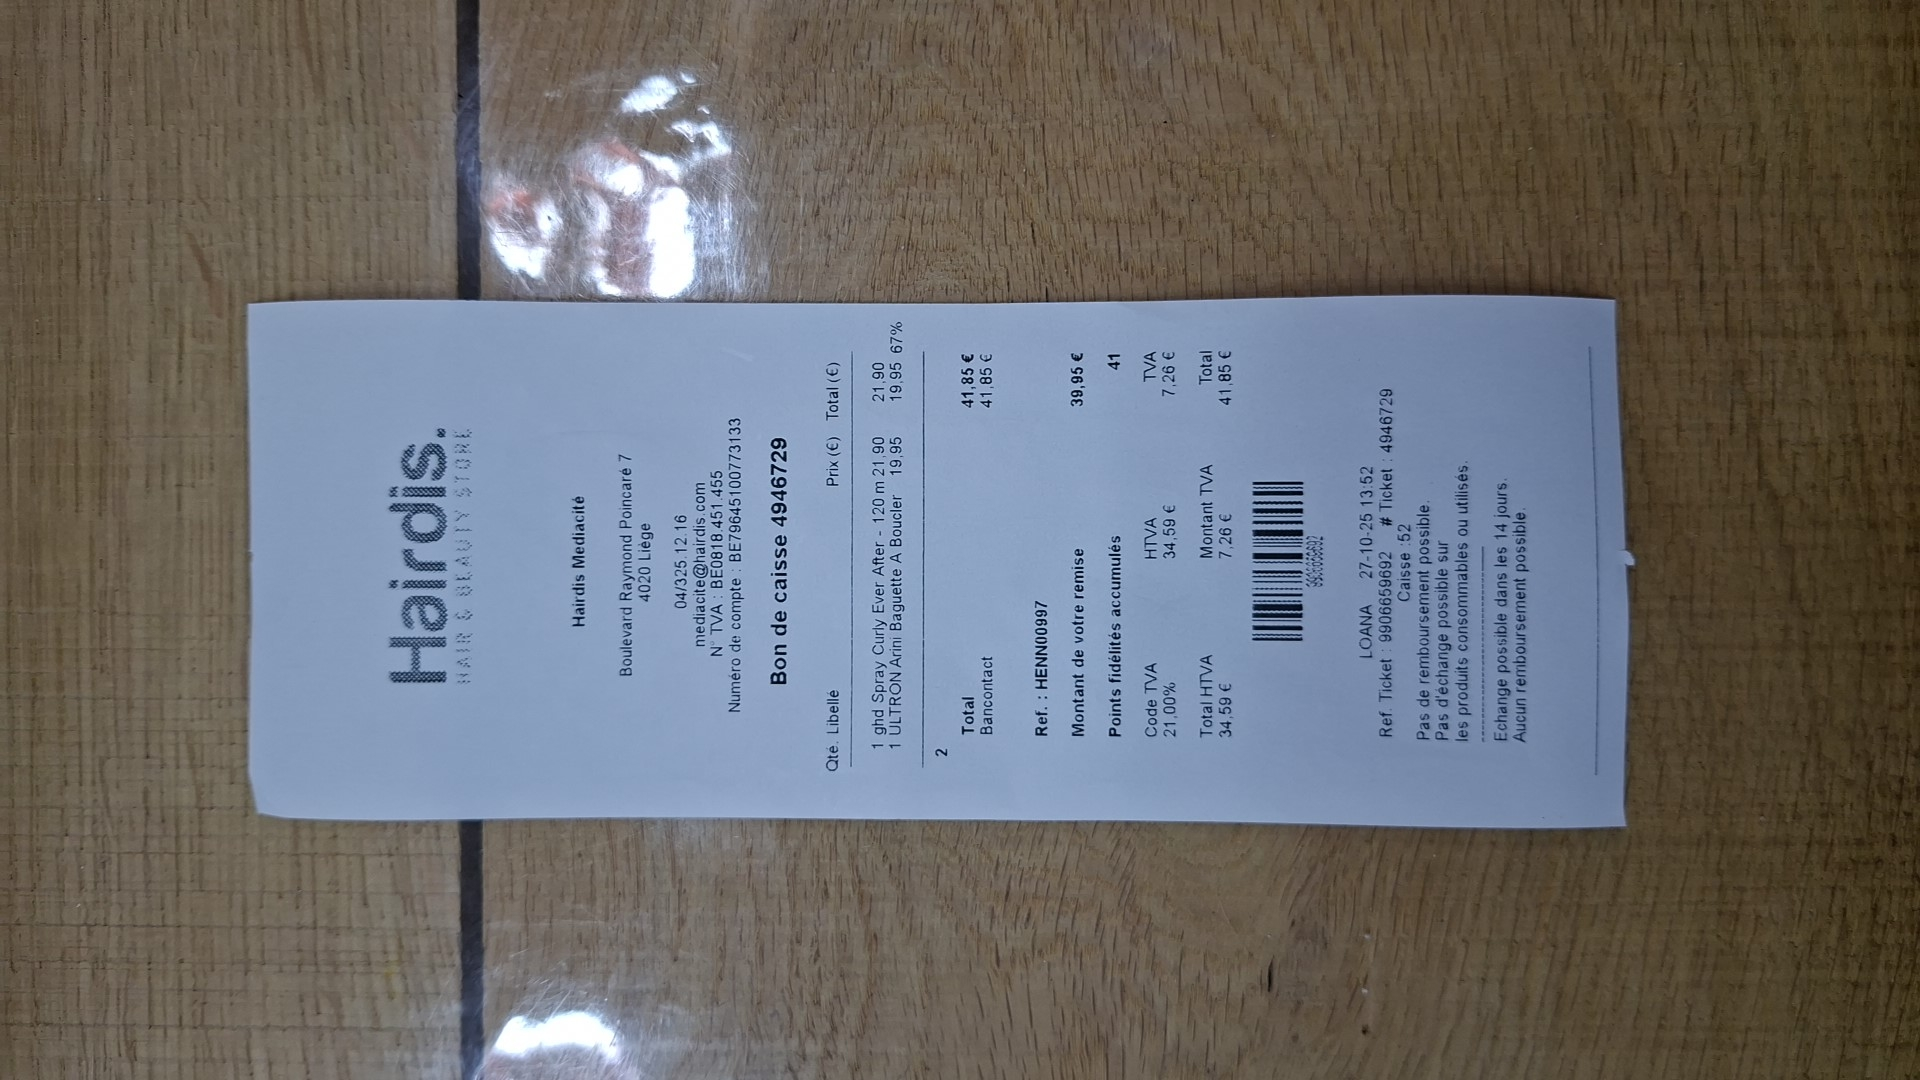 Hairdis.
HAIR & BEAUTY STORE
Hairdis Mediacité
Boulevard Raymond Poincaré 7
4020 Liège
04/325.12.16
mediacite@hairdis.com
N° TVA : BE0818.451.455
Numéro de compte : BE79645100773133
Bon de caisse 4946729
Qté. Libellé Prix (€) Total (€)
1 ghd Spray Curly Ever After - 120 m 21,90 21,90
1 ULTRON Arini Baguette A Boucler 19,95 19,95 67%
2
Total 41,85 €
Bancontact 41,85 €
Ref. : HENN00997
Montant de votre remise 39,95 €
Points fidélités accumulés 41
Code TVA HTVA TVA
21,00% 34,59 € 7,26 €
Total HTVA Montant TVA Total
34,59 € 7,26 € 41,85 €
9906659692
LOANA 27-10-25 13:52
Ref. Ticket : 9906659692 # Ticket : 4946729
Caisse :52
Pas de remboursement possible.
Pas d'échange possible sur
les produits consommables ou utilisés.
Echange possible dans les 14 jours.
Aucun remboursement possible.